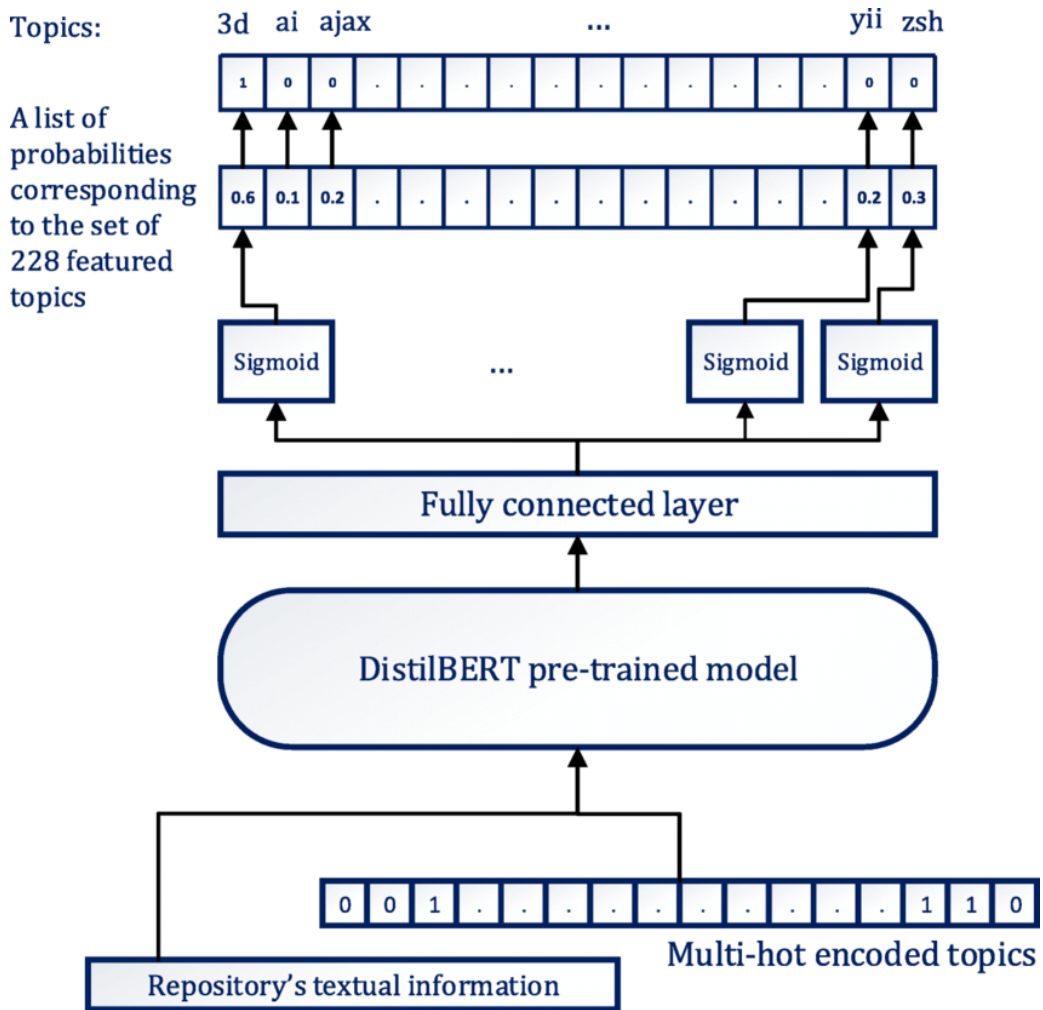 Topics: 3d ai ajax ... yii zsh
1 0 0 . . . . . . . . . . . 0 0
A list of
probabilities
corresponding
to the set of
228 featured
topics
0.6 0.1 0.2 . . . . . . . . . . . 0.2 0.3
Sigmoid ... Sigmoid Sigmoid
Fully connected layer
DistilBERT pre-trained model
0 0 1 . . . . . . . . . . 1 1 0
Multi-hot encoded topics
Repository's textual information